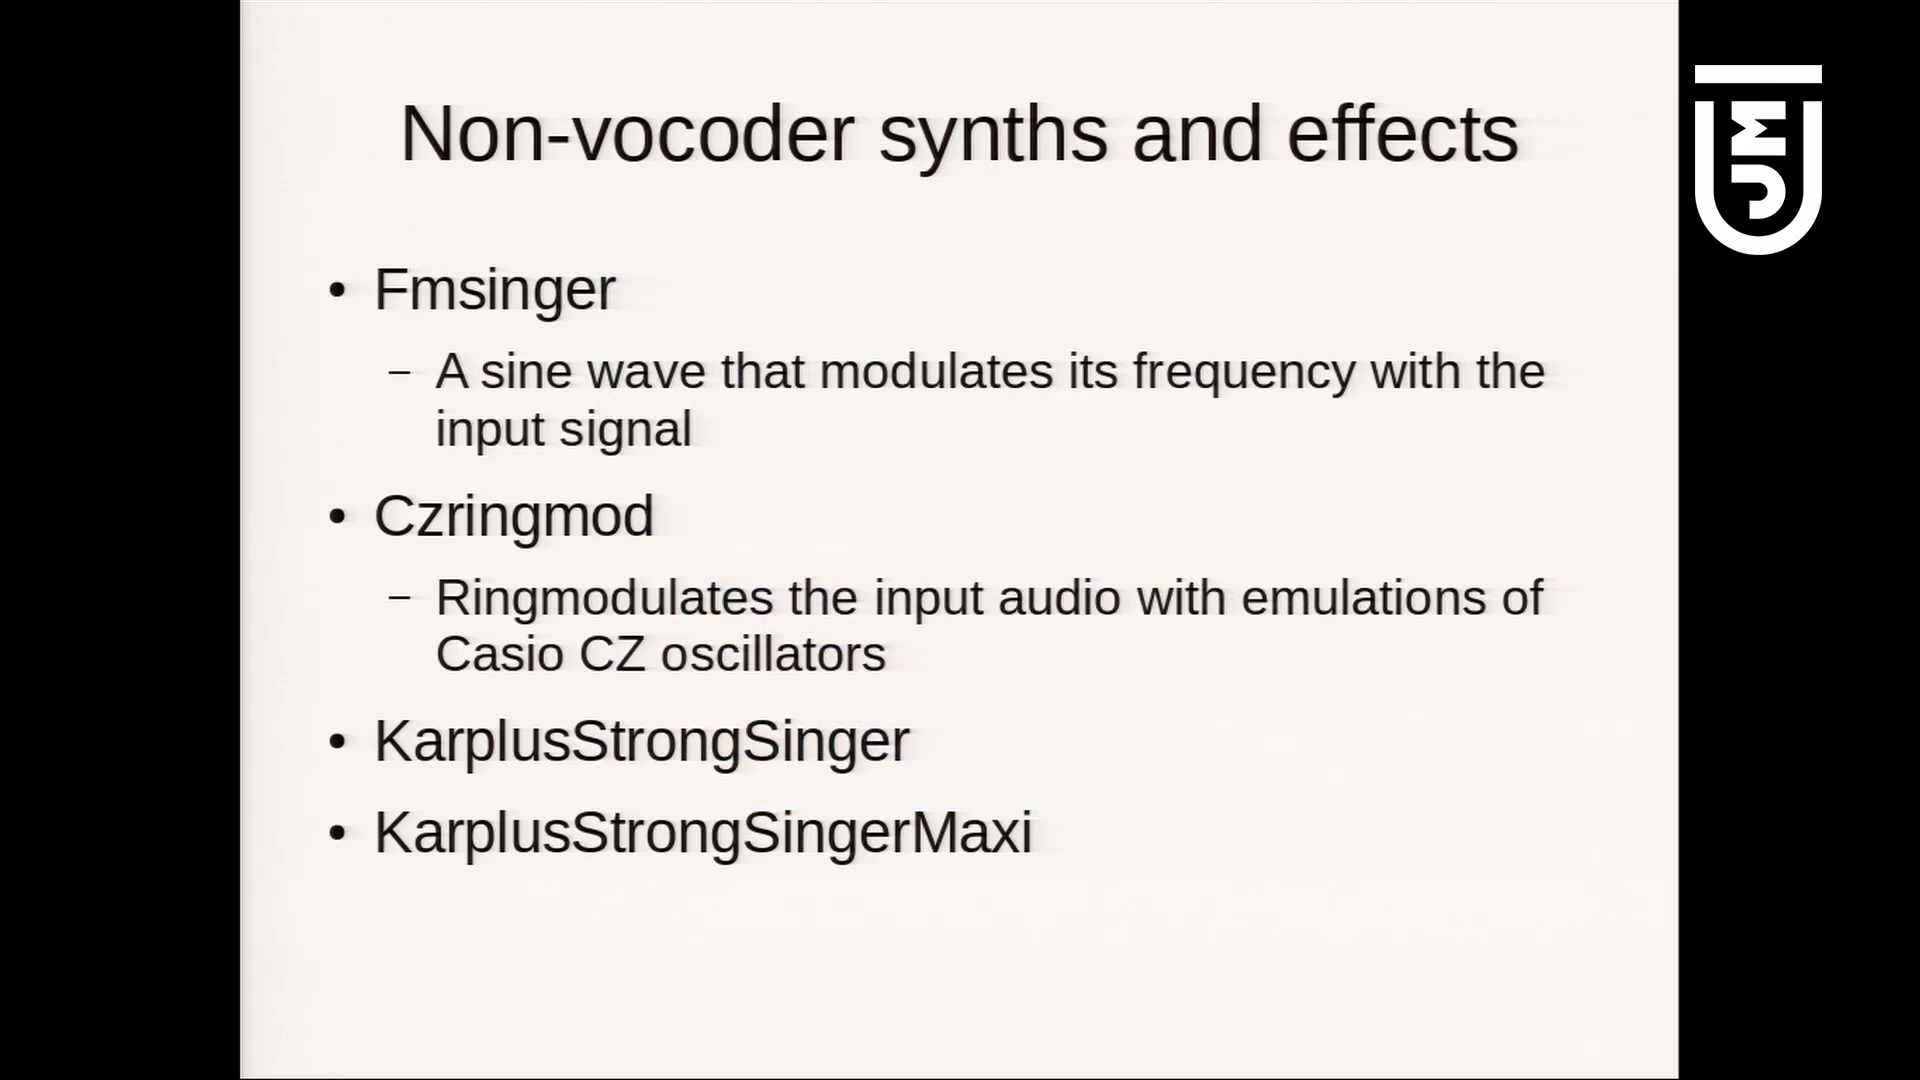 Non-vocoder synths and effects
• Fmsinger
– A sine wave that modulates its frequency with the
input signal
• Czringmod
– Ringmodulates the input audio with emulations of
Casio CZ oscillators
• KarplusStrongSinger
• KarplusStrongSingerMaxi
JM